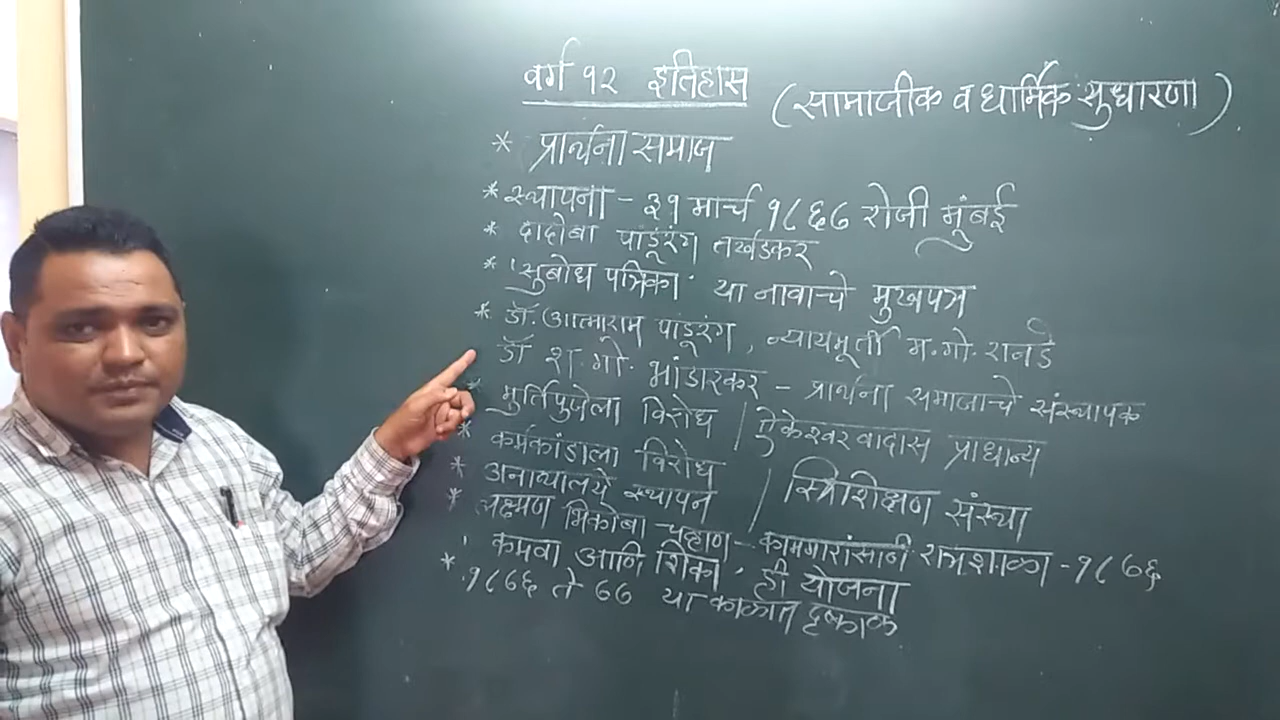 वर्ग १२ इतिहास (सामाजीक व धार्मिक सुधारणा)
* प्रार्थना समाज
* स्थापना - ३१ मार्च १८६७ रोजी मूंबई
* दादोबा पांडूरंग तर्खडकर
* 'सुबोध पत्रिका' या नावाचे मुखपत्र
* डॉ. आत्माराम पांडूरंग, न्यायमूर्ती म.गो. रानडे
डॉ रा. गो. भांडारकर - प्रार्थना समाजाचे संस्थापक
* मुर्तिपुजेला विरोध / ऐकेश्वरवादास प्राधान्य
* कर्मकांडाला विरोध
* अनाथालये स्थापन / स्त्रिशिक्षण संस्था
* लक्ष्मण भिकोबा चव्हाण - कामगारांसाठी रात्रशाळा - १८७६
' कमवा आणि शिका, ही योजना
* १८७६ ते ७७ या काळात दुष्काळ